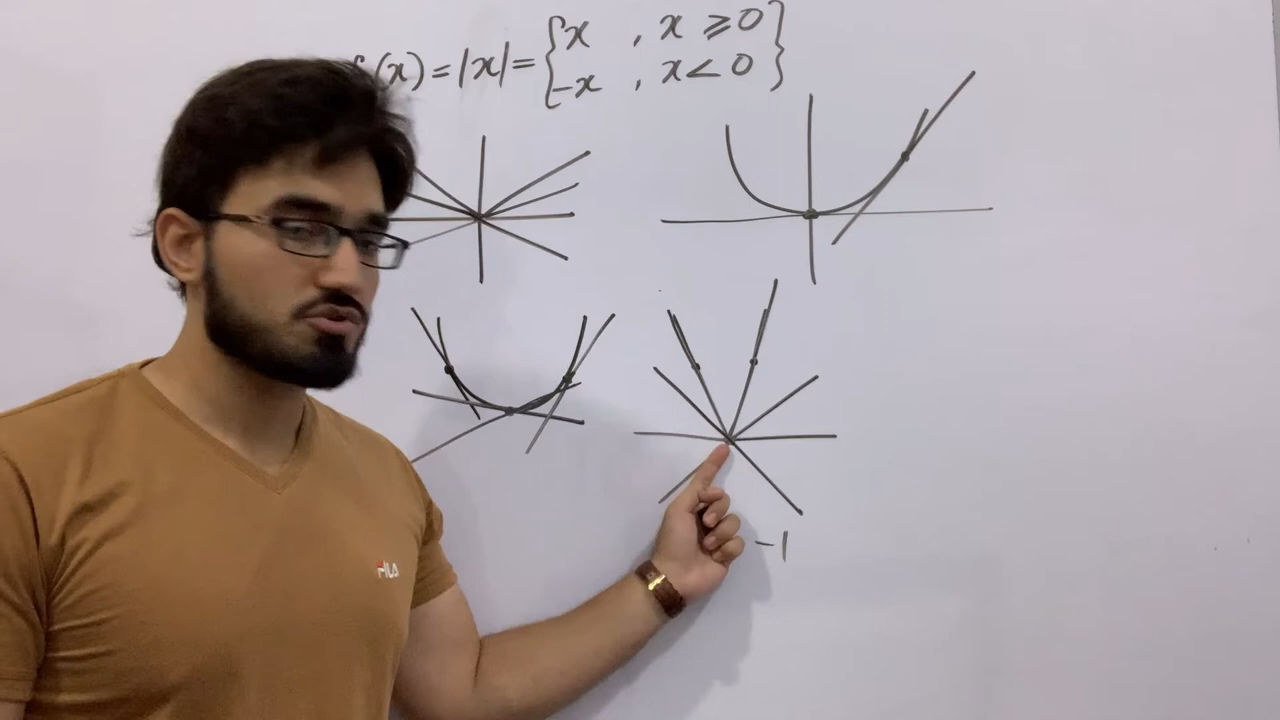 f(x) = |x| = { x , x ⩾ 0
-x , x < 0 }
-1
FILA